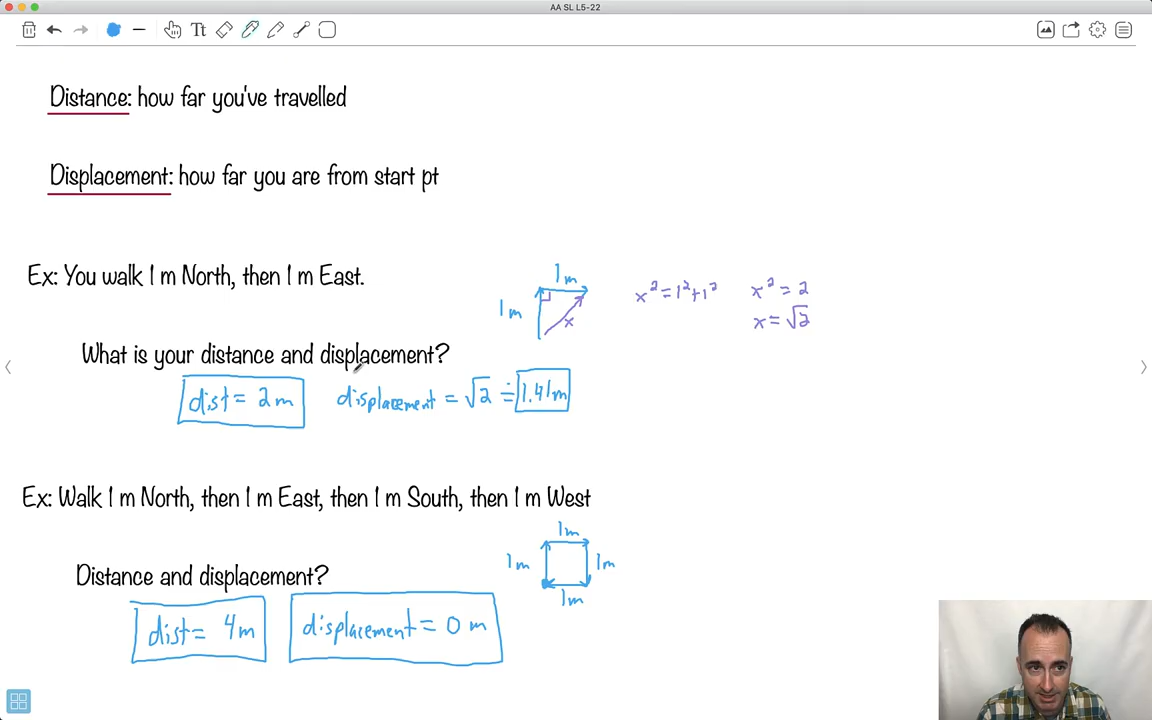 AA SL L5-22
Tt
Distance: how far you've travelled
Displacement: how far you are from start pt
Ex: You walk 1 m North, then 1 m East.
1m
1m
x
x² = 1² + 1²
x² = 2
x = √2
What is your distance and displacement?
dist = 2m
displacement = √2 ≐ 1.41m
Ex: Walk 1 m North, then 1 m East, then 1 m South, then 1 m West
1m
1m
1m
1m
Distance and displacement?
dist = 4m
displacement = 0 m